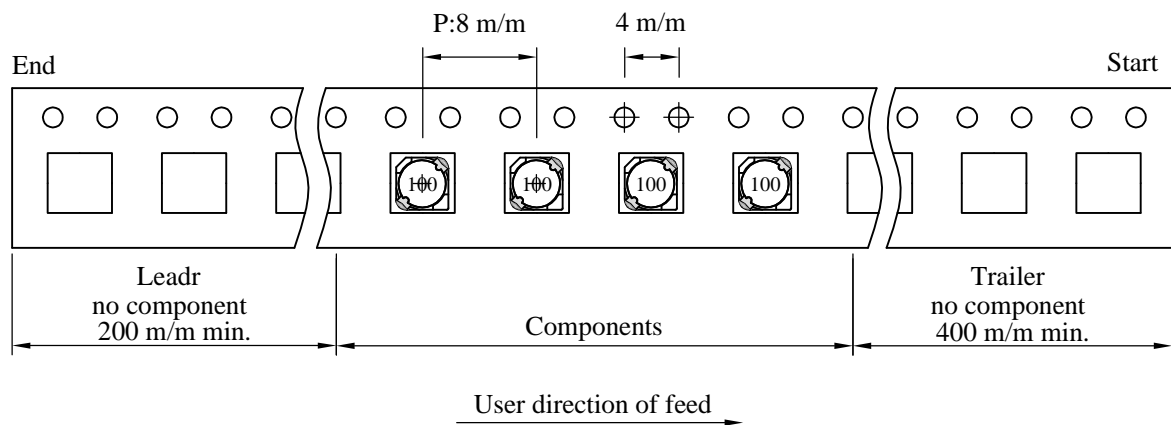 P:8 m/m
4 m/m
End
Start
100
100
100
100
Leadr
no component
200 m/m min.
Components
Trailer
no component
400 m/m min.
User direction of feed